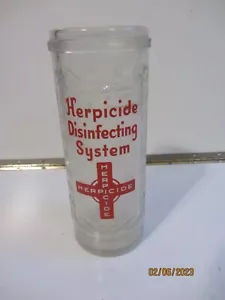 Herpicide
Disinfecting
System
HERPICIDE
HERPICIDE
02/06/2023